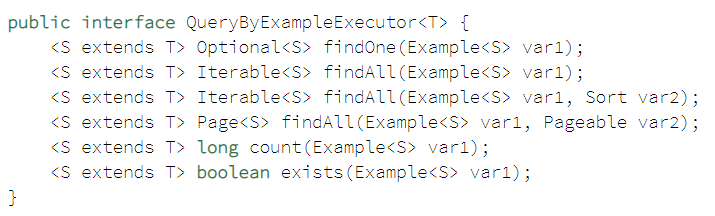 public interface QueryByExampleExecutor<T> {
    <S extends T> Optional<S> findOne(Example<S> var1);
    <S extends T> Iterable<S> findAll(Example<S> var1);
    <S extends T> Iterable<S> findAll(Example<S> var1, Sort var2);
    <S extends T> Page<S> findAll(Example<S> var1, Pageable var2);
    <S extends T> long count(Example<S> var1);
    <S extends T> boolean exists(Example<S> var1);
}